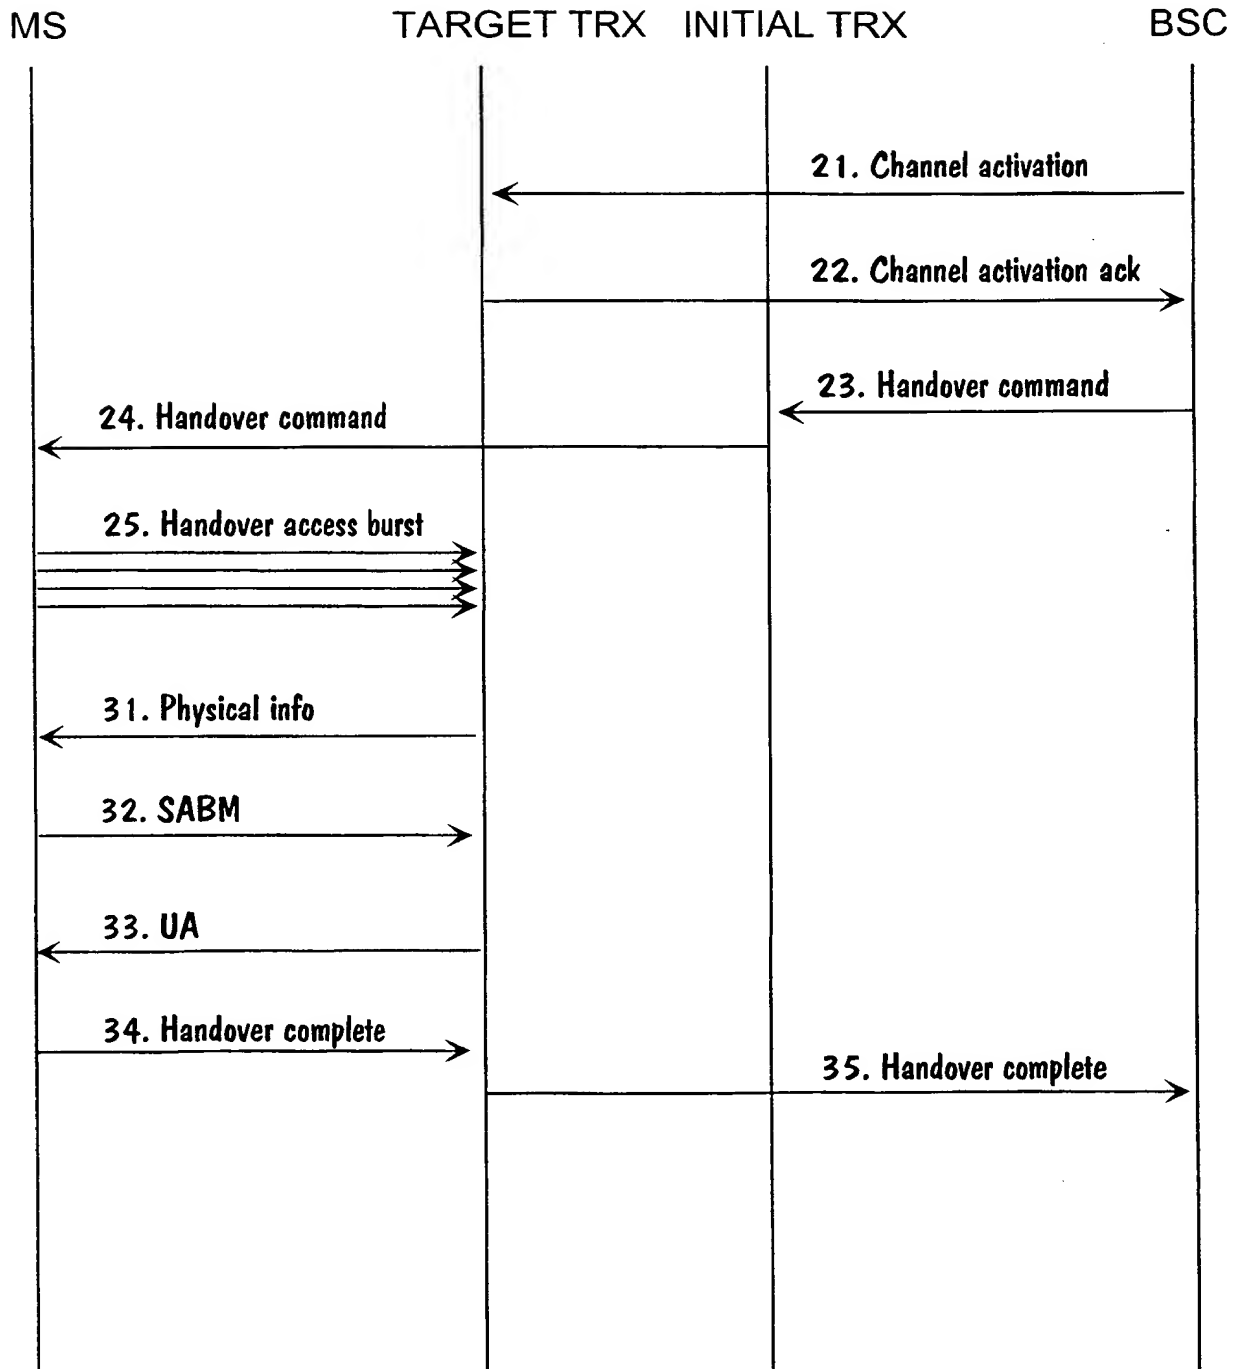 MS TARGET TRX INITIAL TRX BSC
21. Channel activation
22. Channel activation ack
23. Handover command
24. Handover command
25. Handover access burst
31. Physical info
32. SABM
33. UA
34. Handover complete
35. Handover complete